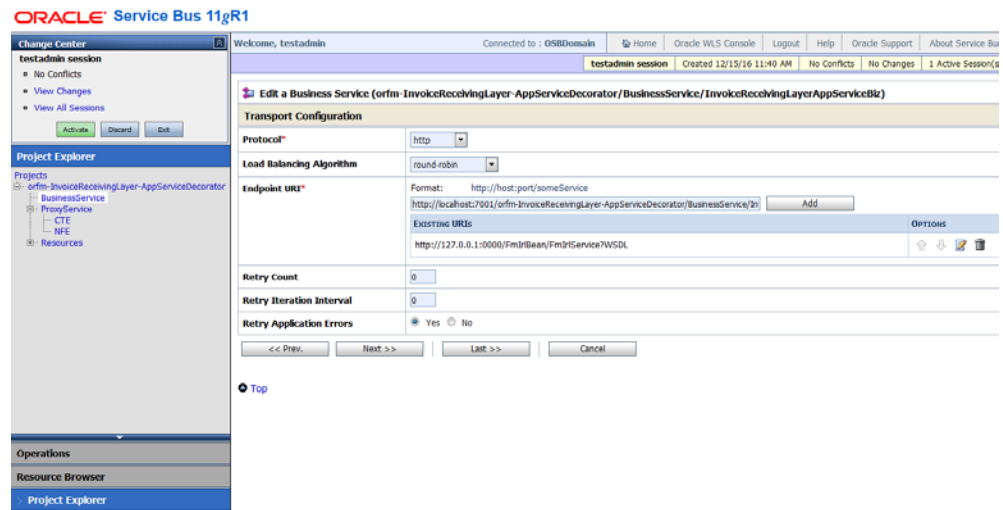 ORACLE Service Bus 11gR1
Change Center
testadmin session
No Conflicts
View Changes
View All Sessions
Activate Discard Exit
Project Explorer
Projects
orfm-InvoiceReceivingLayer-AppServiceDecorator
BusinessService
ProxyService
CTE
NFE
Resources
Operations
Resource Browser
Project Explorer
Welcome, testadmin Connected to : OSBDomain Home Oracle WLS Console Logout Help Oracle Support About Service Bu
testadmin session Created 12/15/16 11:40 AM No Conflicts No Changes 1 Active Session(s
Edit a Business Service (orfm-InvoiceReceivingLayer-AppServiceDecorator/BusinessService/InvoiceReceivingLayerAppServiceBiz)
Transport Configuration
Protocol* http
Load Balancing Algorithm round-robin
Endpoint URI* Format: http://host:port/someService
http://localhost:7001/orfm-InvoiceReceivingLayer-AppServiceDecorator/BusinessService/In Add
EXISTING URIS OPTIONS
http://127.0.0.1:0000/FmIrlBean/FmIrlService?WSDL
Retry Count 0
Retry Iteration Interval 0
Retry Application Errors Yes No
<< Prev. Next >> Last >> Cancel
Top